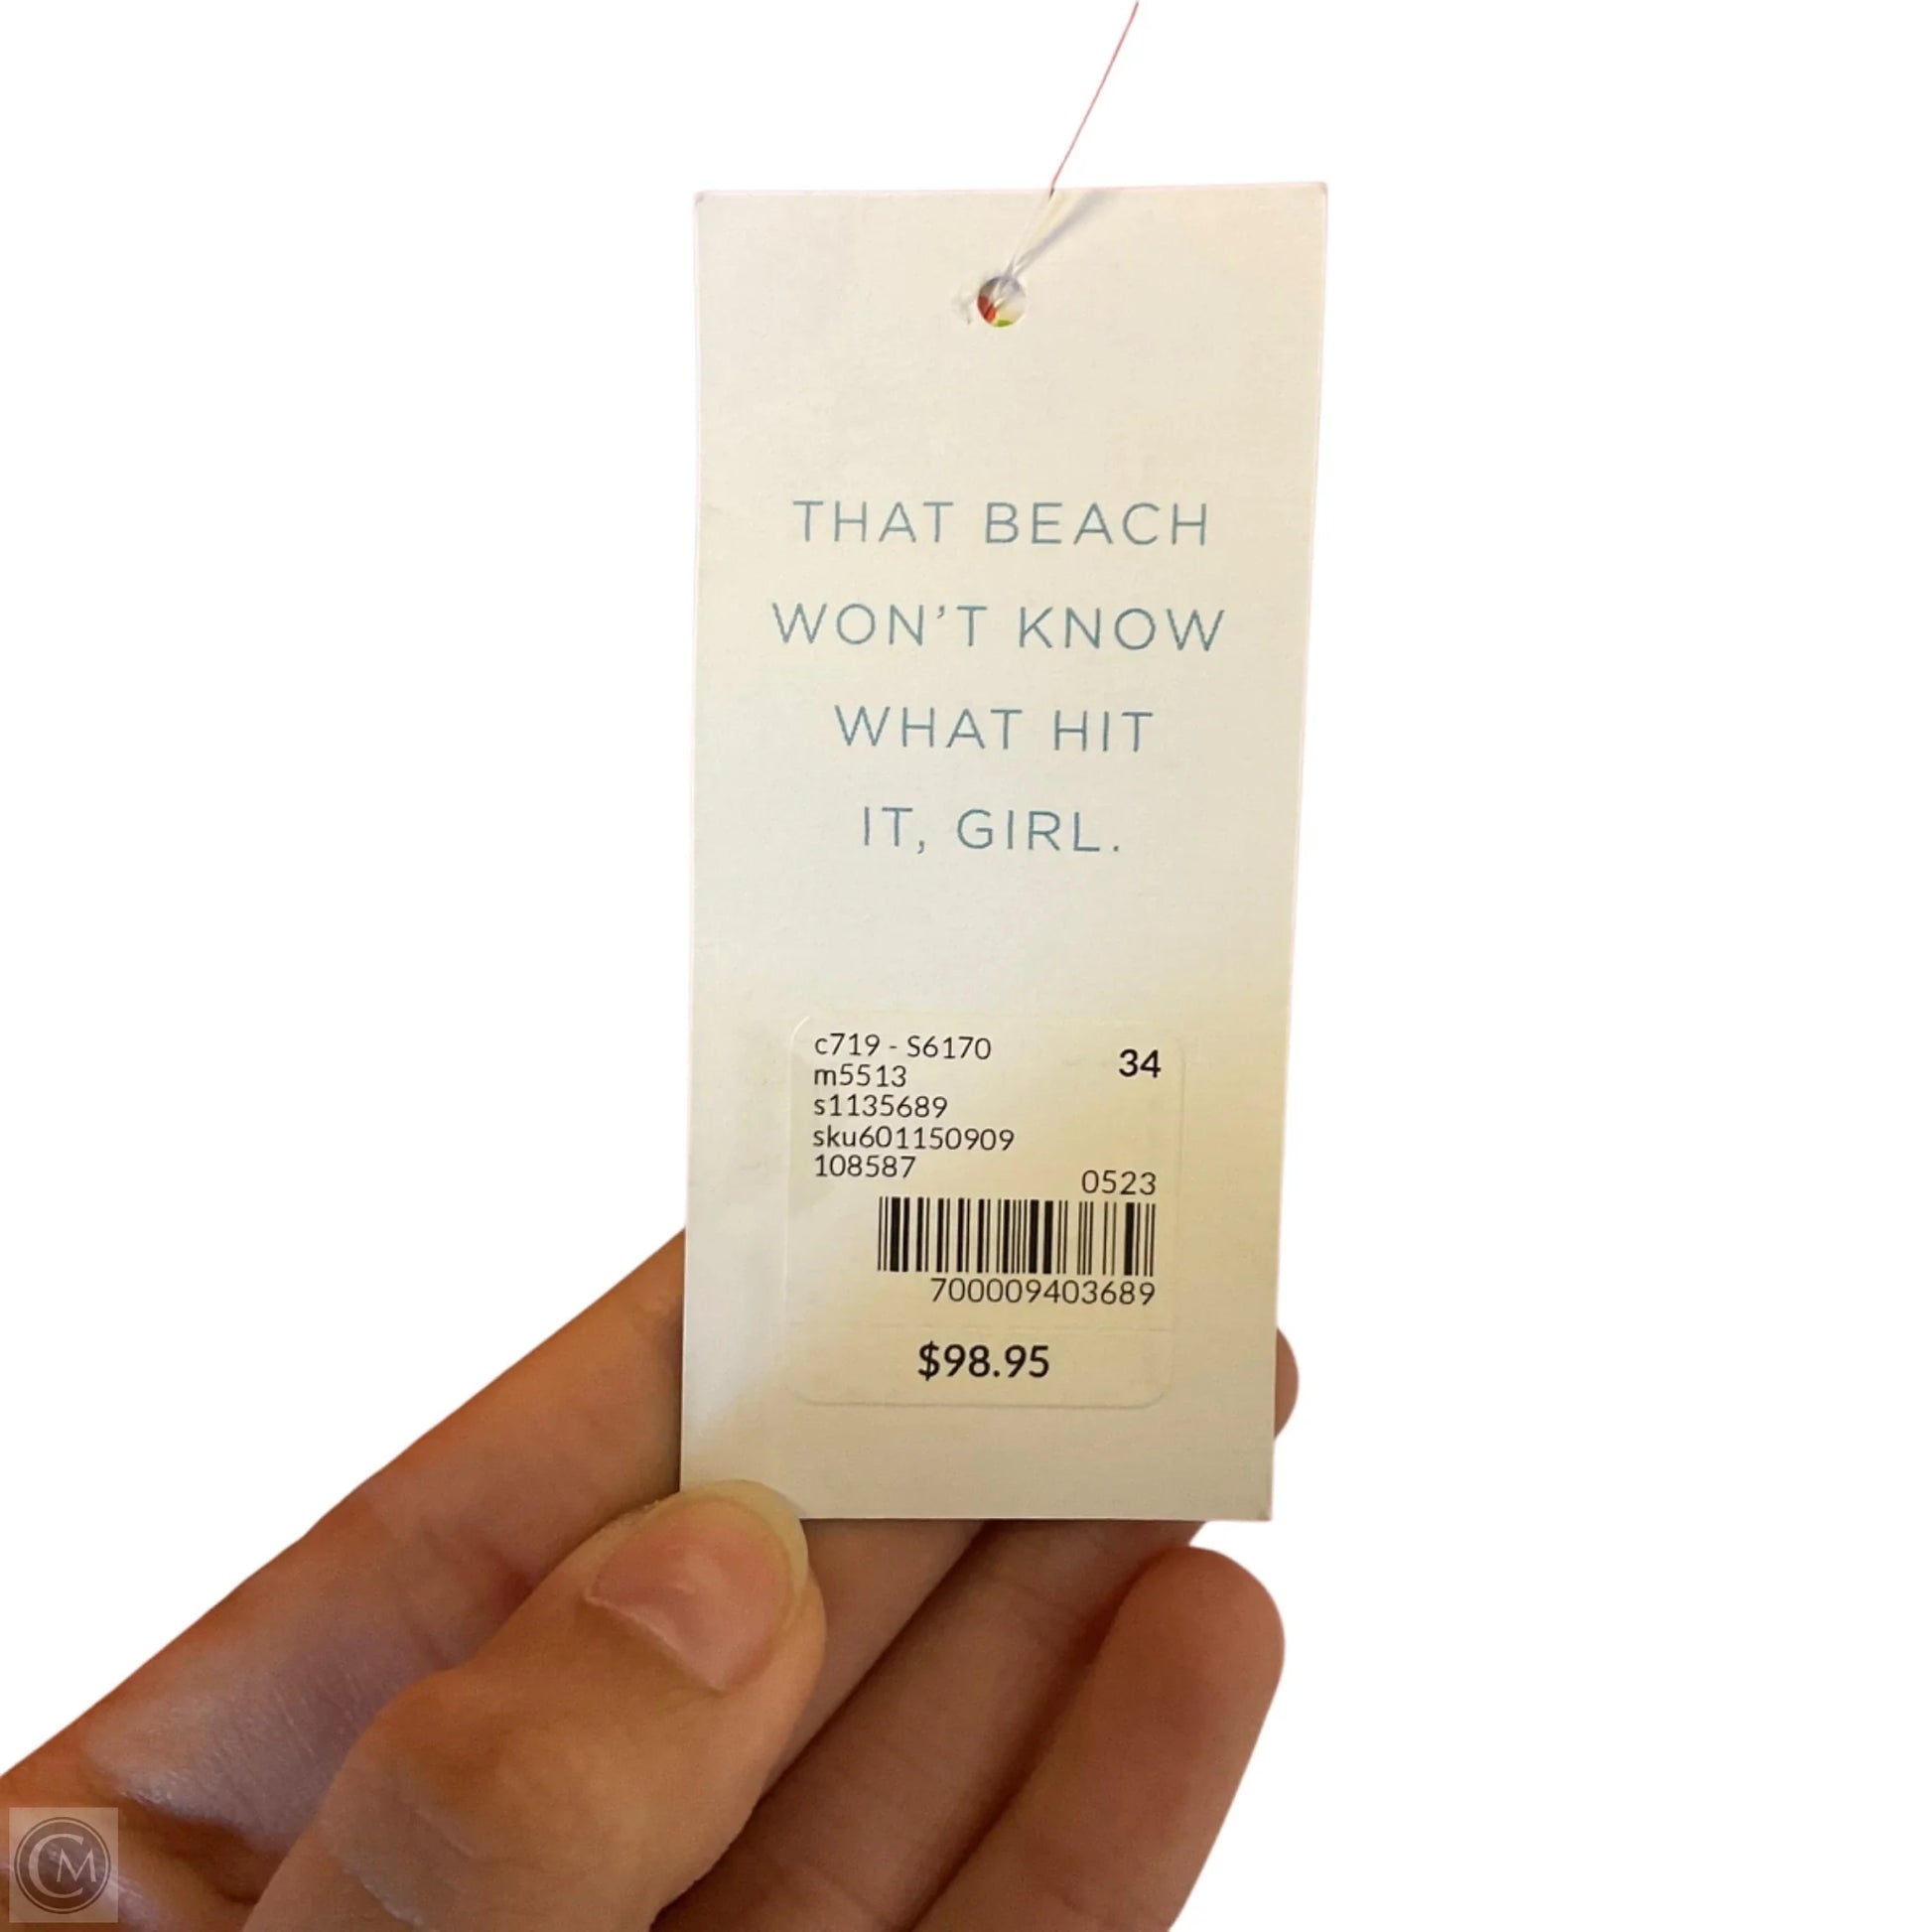 THAT BEACH
WON'T KNOW
WHAT HIT
IT, GIRL.
c719 - S6170
34
m5513
s1135689
sku601150909
108587
0523
700009403689
$98.95
CM